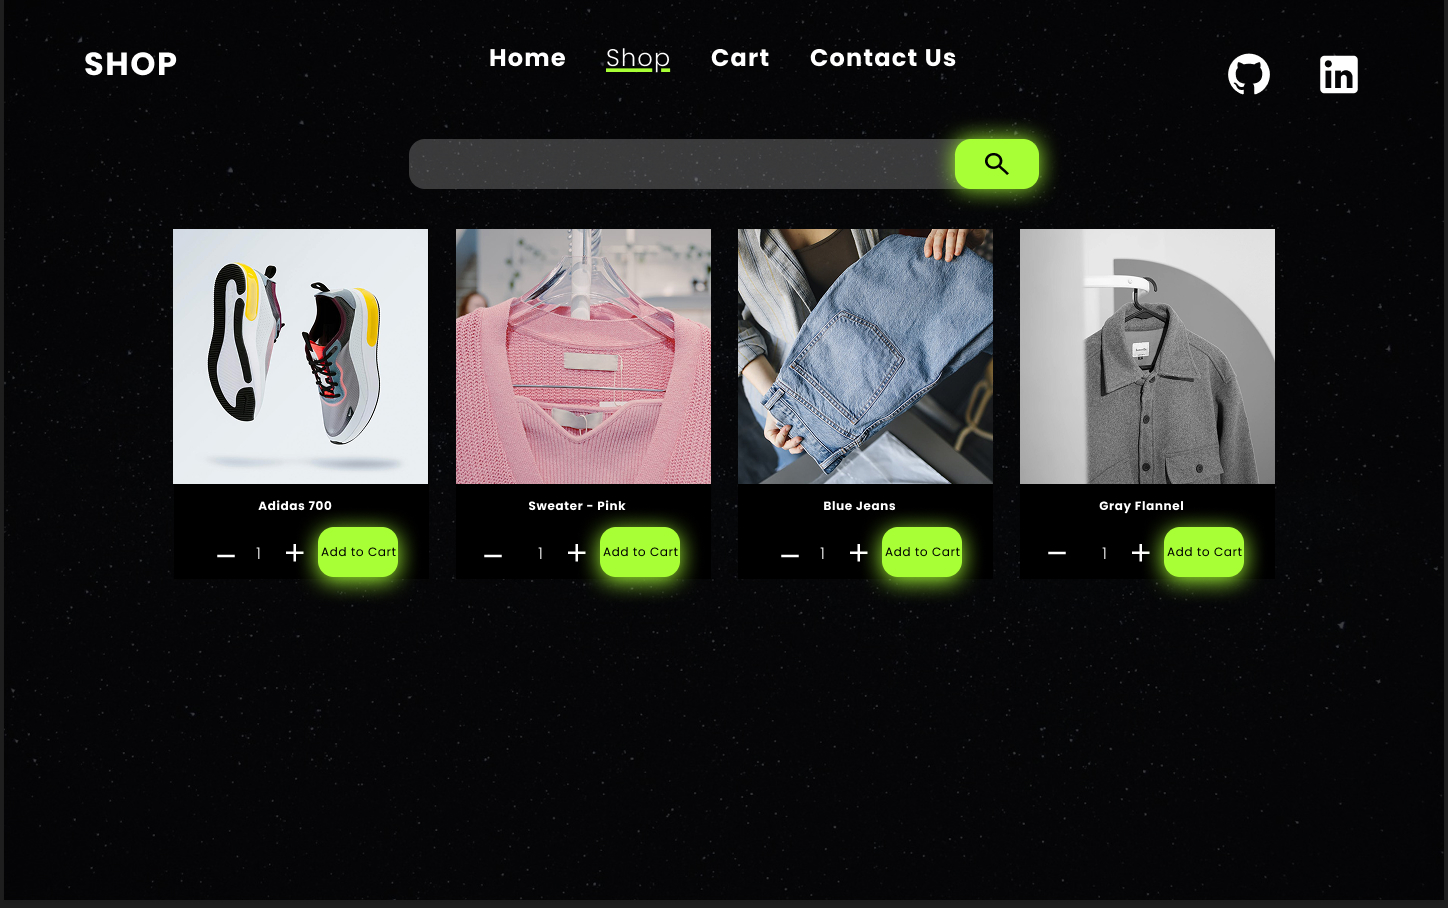 SHOP
Home Shop Cart Contact Us
in
Adidas 700
Sweater - Pink
Blue Jeans
Gray Flannel
1 Add to Cart
1 Add to Cart
1 Add to Cart
1 Add to Cart